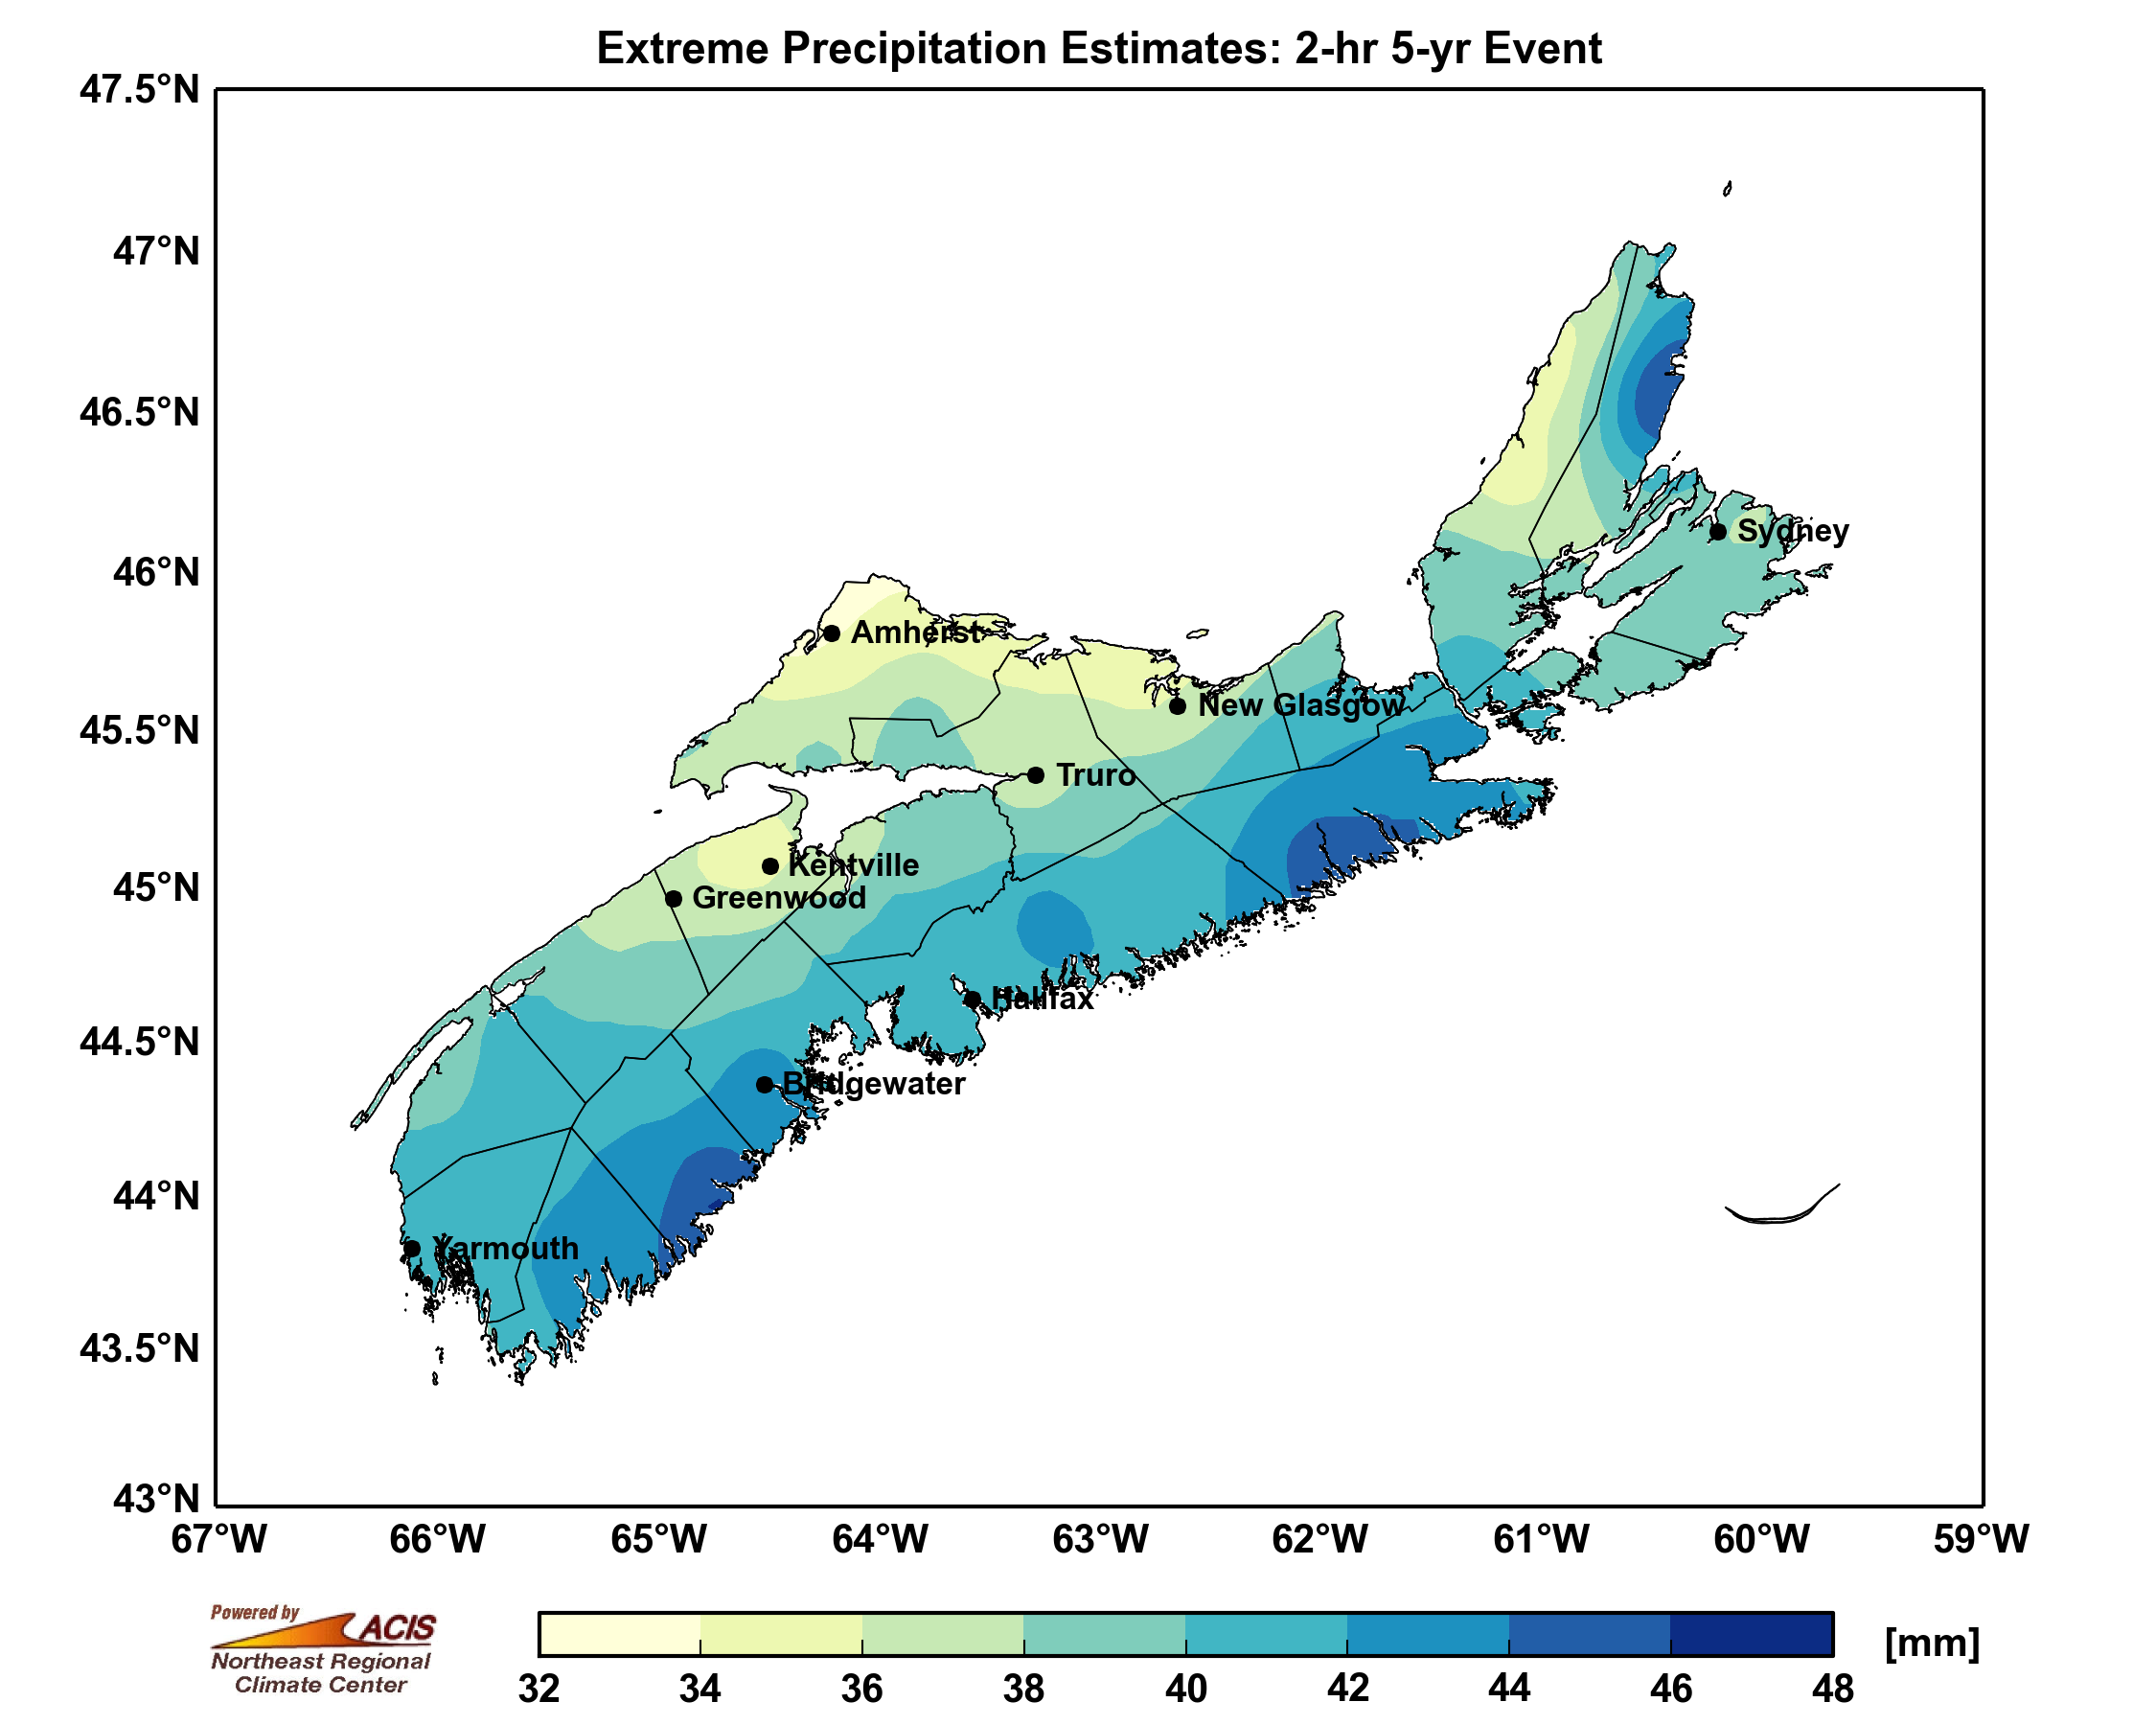 Extreme Precipitation Estimates: 2-hr 5-yr Event
47.5°N
47°N
46.5°N
46°N
45.5°N
45°N
44.5°N
44°N
43.5°N
43°N
67°W 66°W 65°W 64°W 63°W 62°W 61°W 60°W 59°W
Sydney
Amherst
New Glasgow
Truro
Kentville
Greenwood
Halifax
Bridgewater
Yarmouth
Powered by
ACIS
Northeast Regional
Climate Center
32 34 36 38 40 42 44 46 48
[mm]